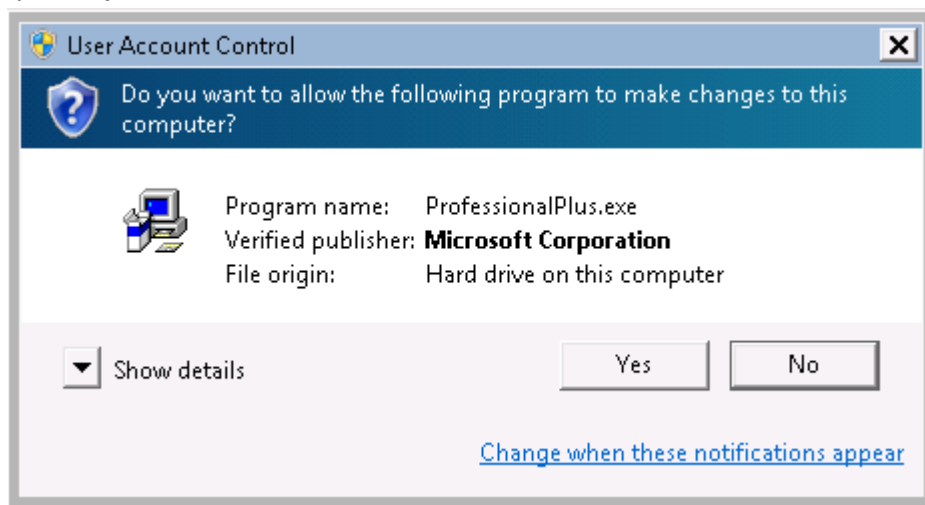 User Account Control
Do you want to allow the following program to make changes to this
computer?
Program name: ProfessionalPlus.exe
Verified publisher: Microsoft Corporation
File origin: Hard drive on this computer
Show details
Yes
No
Change when these notifications appear